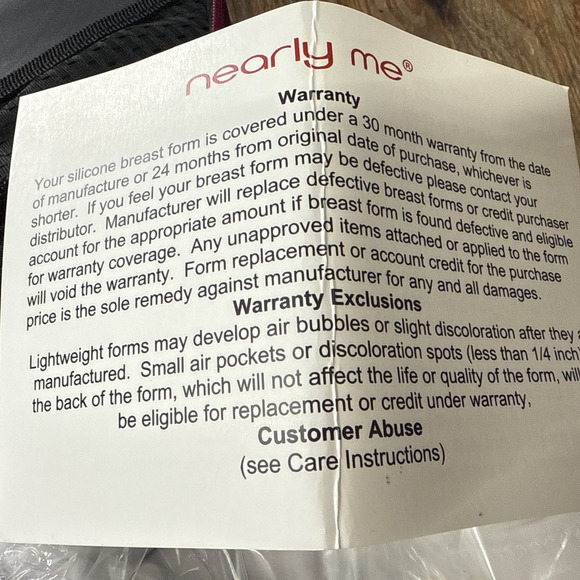 nearly me®
Warranty
Your silicone breast form is covered under a 30 month warranty from the date
of manufacture or 24 months from original date of purchase, whichever is
shorter. If you feel your breast form may be defective please contact your
distributor. Manufacturer will replace defective breast forms or credit purchaser
account for the appropriate amount if breast form is found defective and eligible
for warranty coverage. Any unapproved items attached or applied to the form
will void the warranty. Form replacement or account credit for the purchase
price is the sole remedy against manufacturer for any and all damages.
Warranty Exclusions
Lightweight forms may develop air bubbles or slight discoloration after they
manufactured. Small air pockets or discoloration spots (less than 1/4 inch)
the back of the form, which will not affect the life or quality of the form, will
be eligible for replacement or credit under warranty.
Customer Abuse
(see Care Instructions)